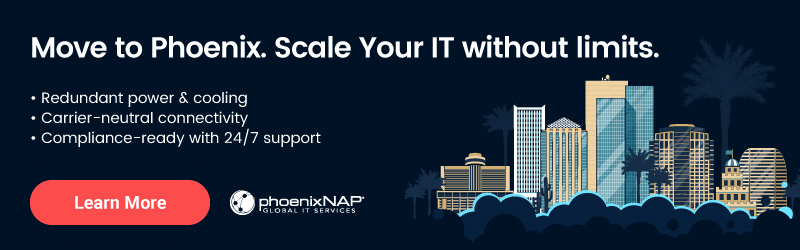 Move to Phoenix. Scale Your IT without limits.
• Redundant power & cooling
• Carrier-neutral connectivity
• Compliance-ready with 24/7 support
Learn More
phoenixNAP
GLOBAL IT SERVICES